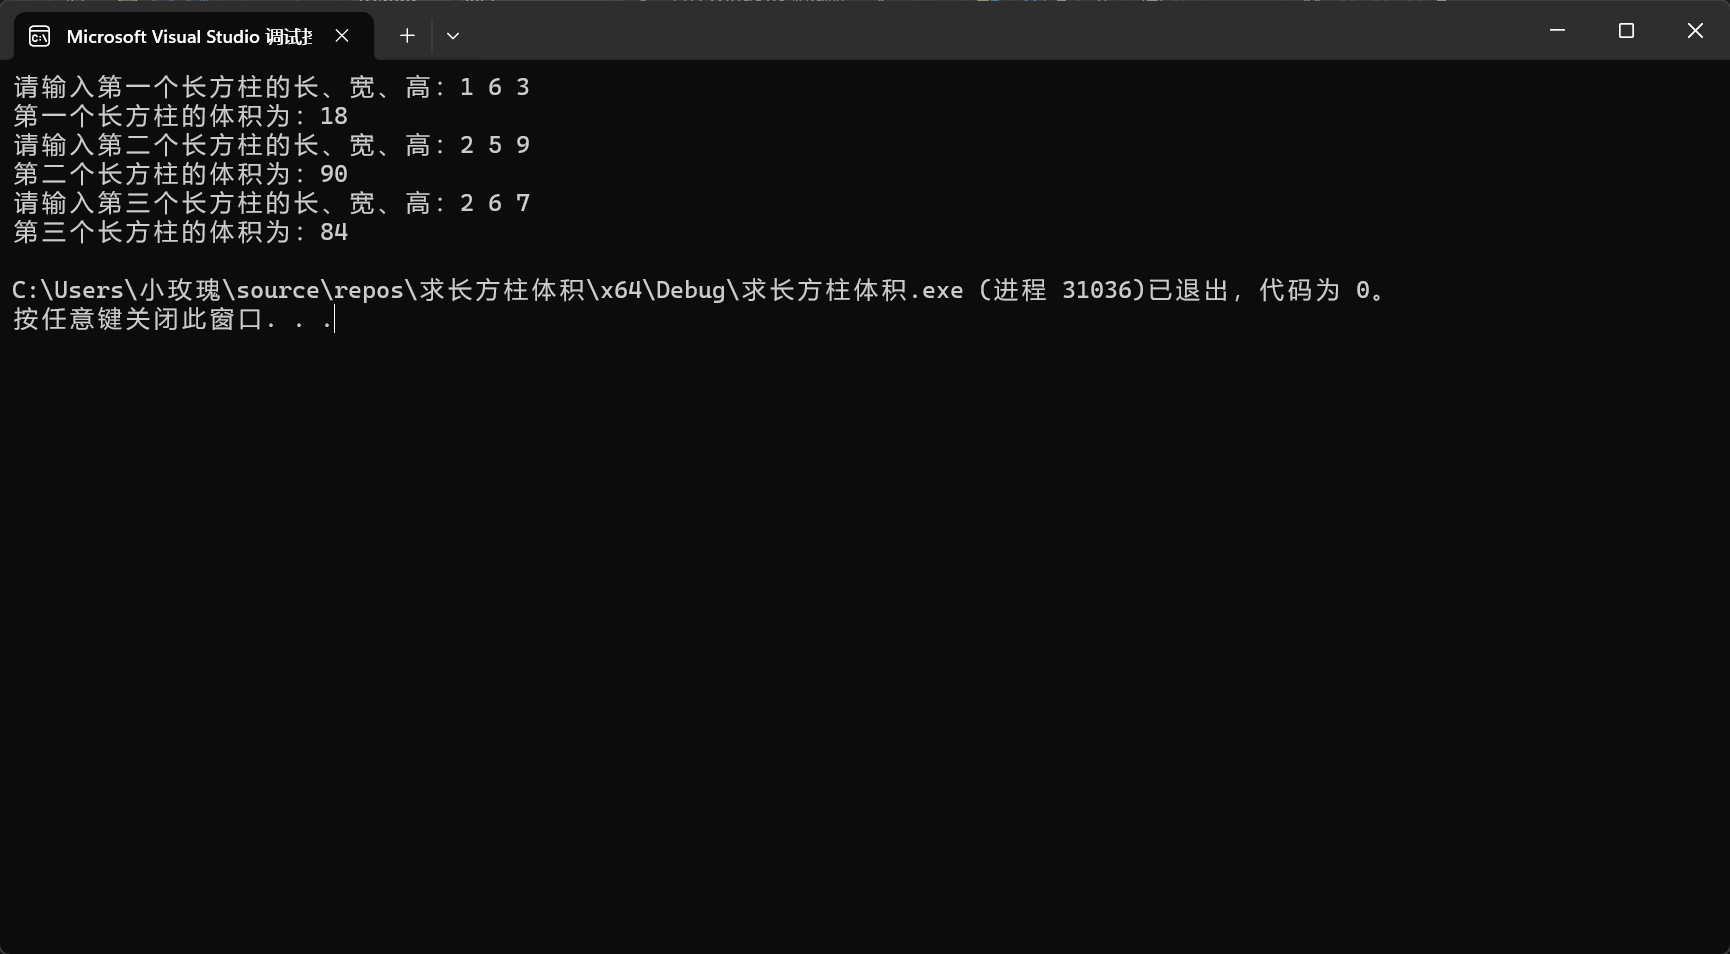 Microsoft Visual Studio 调试
请输入第一个长方柱的长、宽、高：1 6 3
第一个长方柱的体积为：18
请输入第二个长方柱的长、宽、高：2 5 9
第二个长方柱的体积为：90
请输入第三个长方柱的长、宽、高：2 6 7
第三个长方柱的体积为：84
C:\Users\小玫瑰\source\repos\求长方柱体积\x64\Debug\求长方柱体积.exe (进程 31036)已退出，代码为 0。
按任意键关闭此窗口. . .